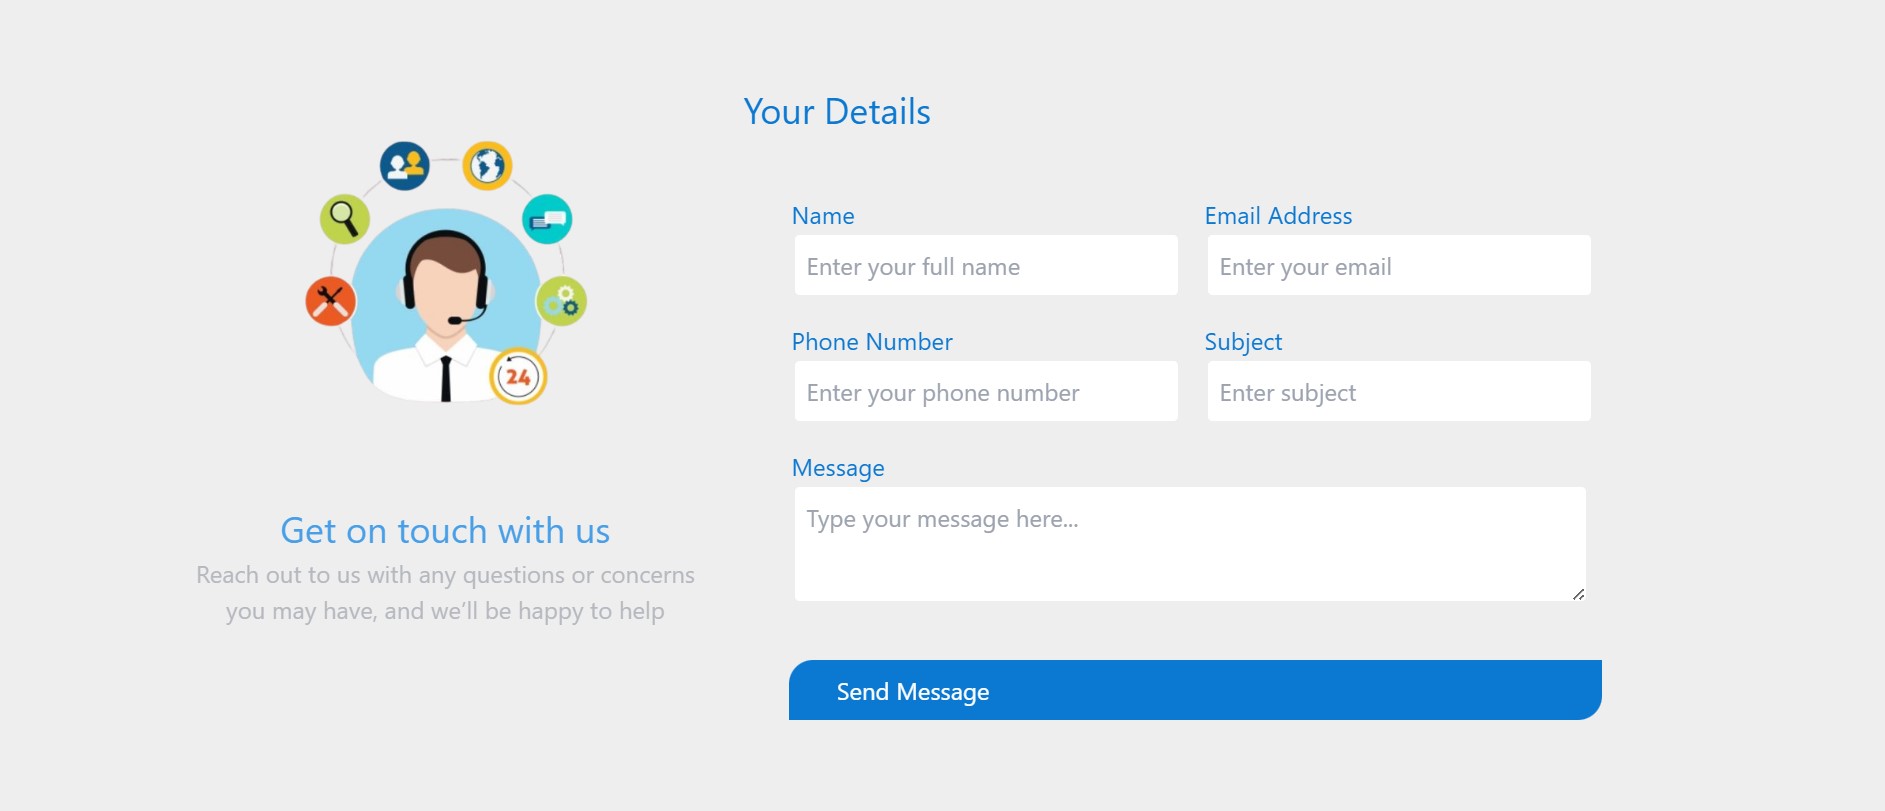 Your Details
Name
Email Address
Enter your full name
Enter your email
Phone Number
Subject
Enter your phone number
Enter subject
Message
Type your message here...
Send Message
24
Get on touch with us
Reach out to us with any questions or concerns
you may have, and we’ll be happy to help